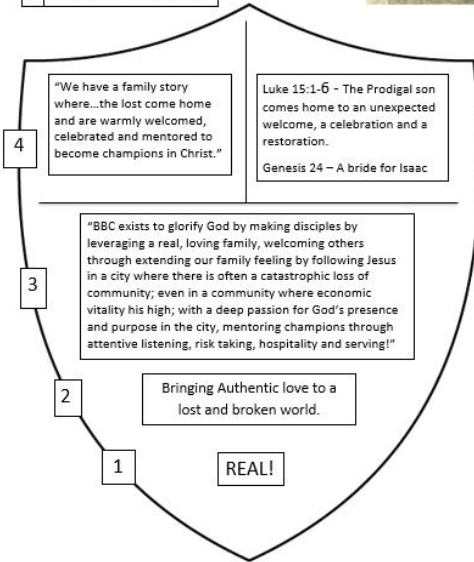 "We have a family story
where...the lost come home
and are warmly welcomed,
celebrated and mentored to
become champions in Christ."
Luke 15:1-6 - The Prodigal son
comes home to an unexpected
welcome, a celebration and a
restoration.
Genesis 24 – A bride for Isaac
4
"BBC exists to glorify God by making disciples by
leveraging a real, loving family, welcoming others
through extending our family feeling by following Jesus
in a city where there is often a catastrophic loss of
community; even in a community where economic
vitality his high; with a deep passion for God's presence
and purpose in the city, mentoring champions through
attentive listening, risk taking, hospitality and serving!"
3
Bringing Authentic love to a
lost and broken world.
2
1
REAL!